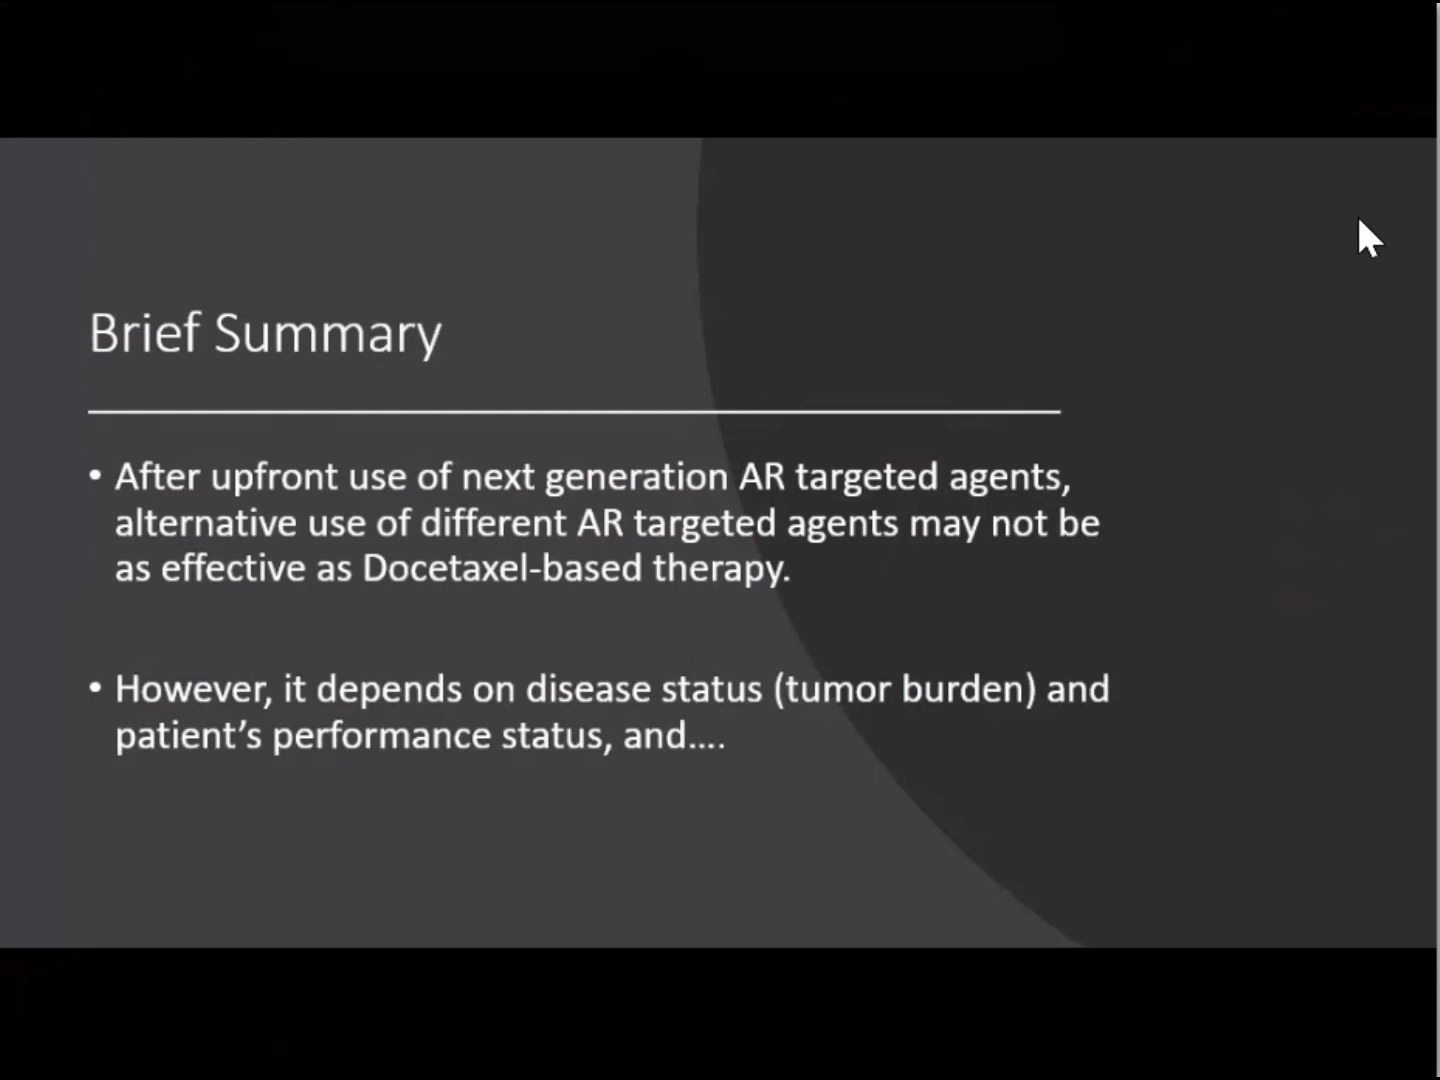 Brief Summary
• After upfront use of next generation AR targeted agents,
alternative use of different AR targeted agents may not be
as effective as Docetaxel-based therapy.
• However, it depends on disease status (tumor burden) and
patient’s performance status, and....